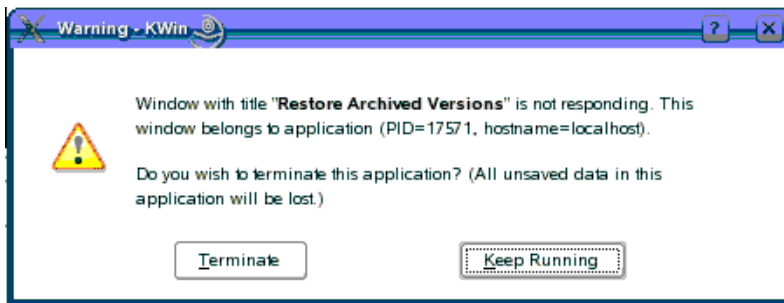 Warning - KWin
Window with title "Restore Archived Versions" is not responding. This
window belongs to application (PID=17571, hostname=localhost).
Do you wish to terminate this application? (All unsaved data in this
application will be lost.)
Terminate
Keep Running